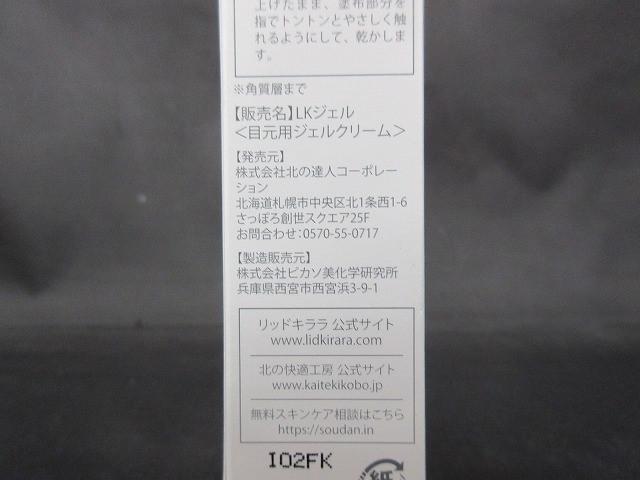 上げたまま、塗布部分を
指でトントンとやさしく触
れるようにして、乾かしま
す。
※角質層まで
【販売名】LKジェル
＜目元用ジェルクリーム＞
【発売元】
株式会社北の達人コーポレー
ション
北海道札幌市中央区北1条西1-6
さっぽろ創世スクエア25F
お問合わせ：0570-55-0717
【製造販売元】
株式会社ピカソ美化学研究所
兵庫県西宮市西宮浜3-9-1
リッドキララ 公式サイト
www.lidkirara.com
北の快適工房 公式サイト
www.kaitekikobo.jp
無料スキンケア相談はこちら
https://soudan.in
IO2FK
紙